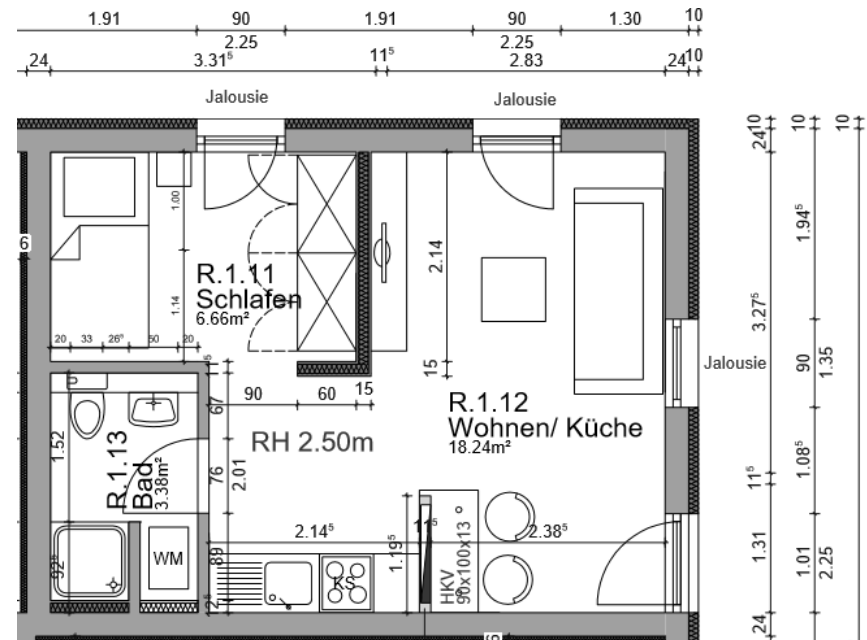 1.91 90 1.91 90 1.30 10
2.25 2.25
24 3.31⁵ 11⁵ 2.83 24 10
Jalousie Jalousie
10 10 10
24
1.00
2.14
1.94⁵
6
R.1.11
Schlafen
6.66m²
1.14
3.27⁵
20 33 26⁵ 50 20
11⁵
15
Jalousie
90
1.35
90 60 15
67
R.1.12
Wohnen/ Küche
18.24m²
RH 2.50m
1.52
R.1.13
Bad
3.38m²
76
2.01
1.08⁵
11⁵
2.14⁵ 11⁵ 2.38⁵
1.19⁵
HKV
90x100x13
1.31
1.01
2.25
92⁵
WM
89
KS
12⁵
24